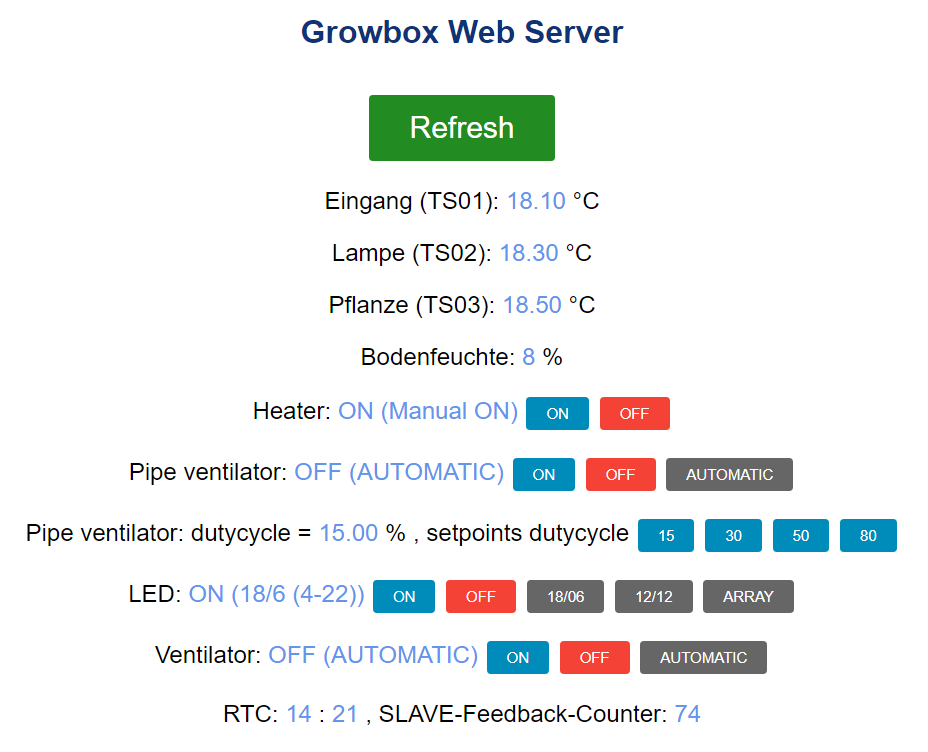 Growbox Web Server
Refresh
Eingang (TS01): 18.10 °C
Lampe (TS02): 18.30 °C
Pflanze (TS03): 18.50 °C
Bodenfeuchte: 8 %
Heater: ON (Manual ON) ON OFF
Pipe ventilator: OFF (AUTOMATIC) ON OFF AUTOMATIC
Pipe ventilator: dutycycle = 15.00 % , setpoints dutycycle 15 30 50 80
LED: ON (18/6 (4-22)) ON OFF 18/06 12/12 ARRAY
Ventilator: OFF (AUTOMATIC) ON OFF AUTOMATIC
RTC: 14 : 21 , SLAVE-Feedback-Counter: 74